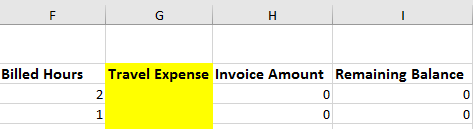 F G H I
Billed Hours Travel Expense Invoice Amount Remaining Balance
2 0 0
1 0 0